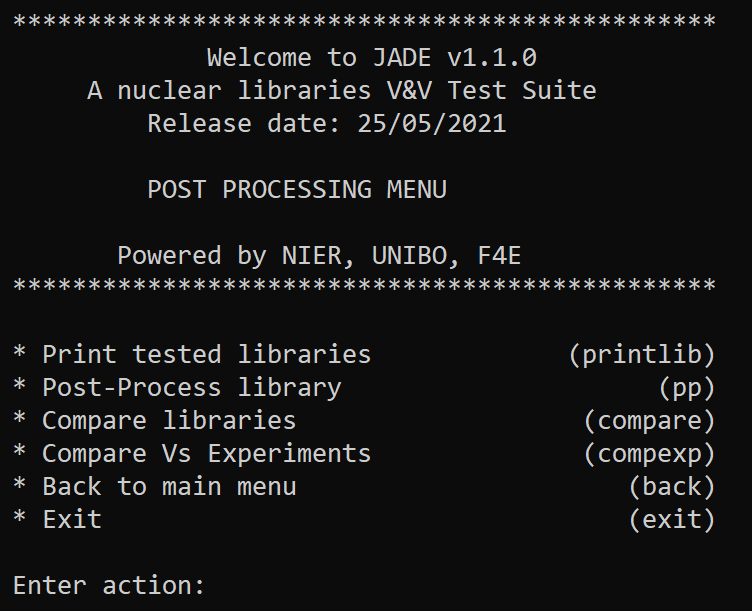 ***********************************************
Welcome to JADE v1.1.0
A nuclear libraries V&V Test Suite
Release date: 25/05/2021
POST PROCESSING MENU
Powered by NIER, UNIBO, F4E
***********************************************
* Print tested libraries (printlib)
* Post-Process library (pp)
* Compare libraries (compare)
* Compare Vs Experiments (compexp)
* Back to main menu (back)
* Exit (exit)
Enter action: